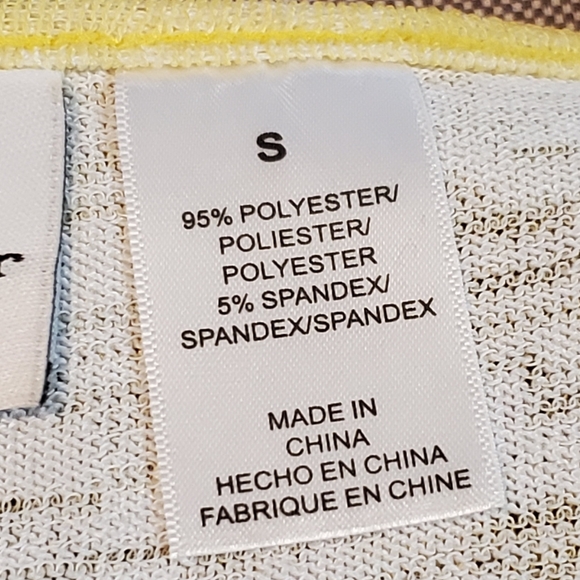 S
95% POLYESTER/
POLIESTER/
POLYESTER
5% SPANDEX/
SPANDEX/SPANDEX
MADE IN
CHINA
HECHO EN CHINA
FABRIQUE EN CHINE
r